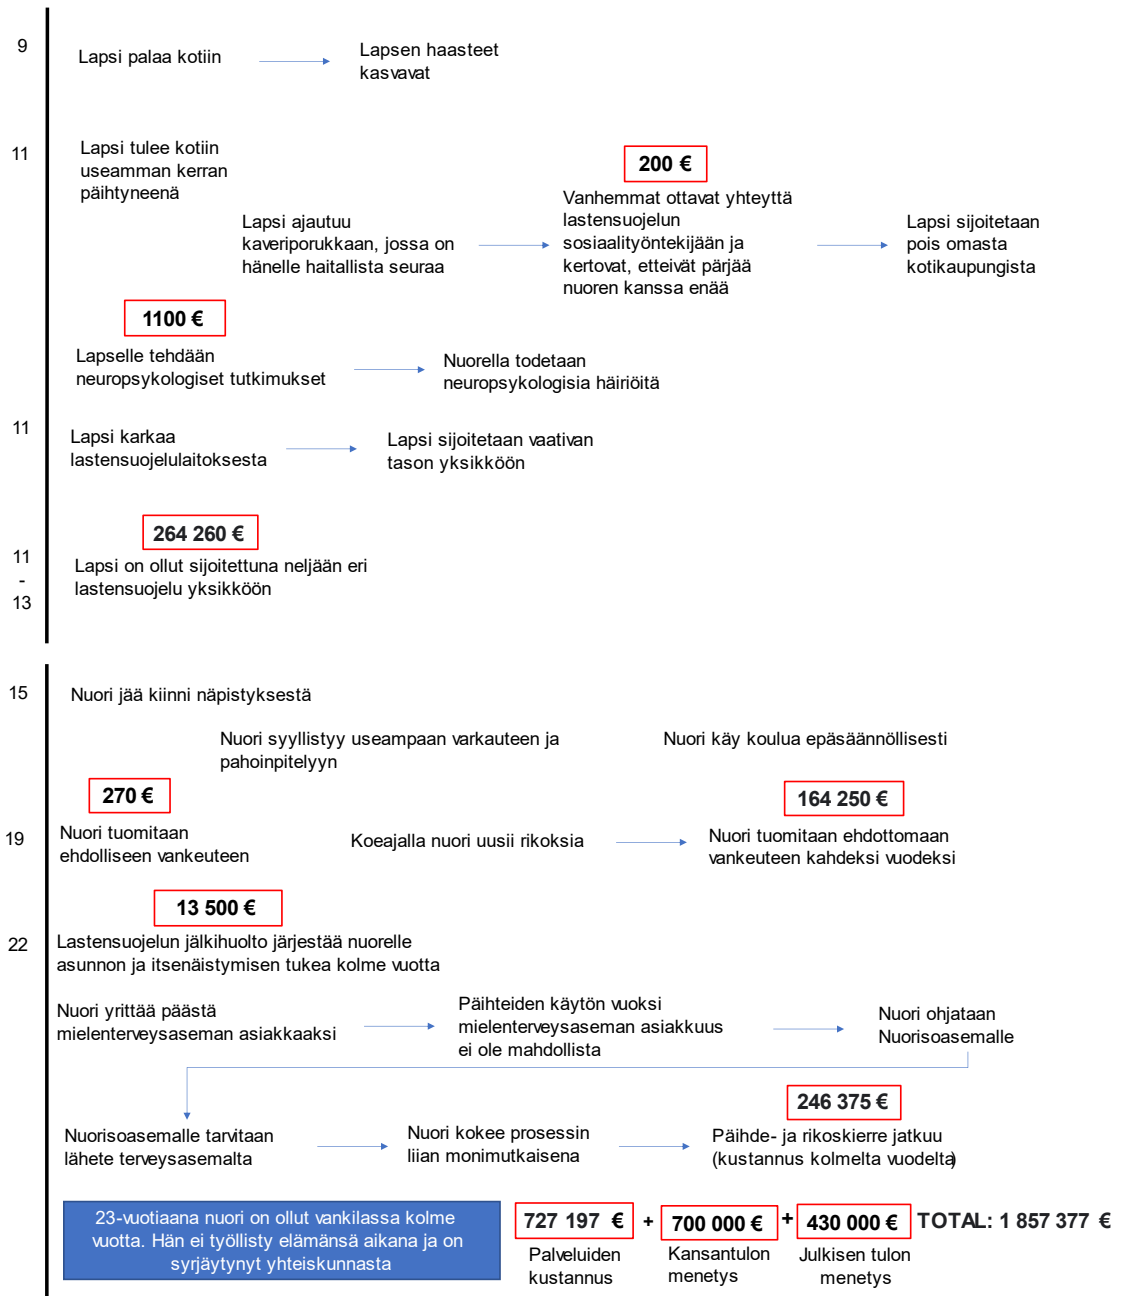 9
Lapsi palaa kotiin
Lapsen haasteet
kasvavat
11
Lapsi tulee kotiin
useamman kerran
päihtyneenä
Lapsi ajautuu
kaveriporukkaan, jossa on
hänelle haitallista seuraa
200 €
Vanhemmat ottavat yhteyttä
lastensuojelun
sosiaalityöntekijään ja
kertovat, etteivät pärjää
nuoren kanssa enää
Lapsi sijoitetaan
pois omasta
kotikaupungista
1100 €
Lapselle tehdään
neuropsykologiset tutkimukset
Nuorella todetaan
neuropsykologisia häiriöitä
11
Lapsi karkaa
lastensuojelulaitoksesta
Lapsi sijoitetaan vaativan
tason yksikköön
264 260 €
11
-
13
Lapsi on ollut sijoitettuna neljään eri
lastensuojelu yksikköön
15
Nuori jää kiinni näpistyksestä
Nuori syyllistyy useampaan varkauteen ja
pahoinpitelyyn
Nuori käy koulua epäsäännöllisesti
270 €
19
Nuori tuomitaan
ehdolliseen vankeuteen
Koeajalla nuori uusii rikoksia
164 250 €
Nuori tuomitaan ehdottomaan
vankeuteen kahdeksi vuodeksi
13 500 €
22
Lastensuojelun jälkihuolto järjestää nuorelle
asunnon ja itsenäistymisen tukea kolme vuotta
Nuori yrittää päästä
mielenterveysaseman asiakkaaksi
Päihteiden käytön vuoksi
mielenterveysaseman asiakkuus
ei ole mahdollista
Nuori ohjataan
Nuorisoasemalle
Nuorisoasemalle tarvitaan
lähete terveysasemalta
Nuori kokee prosessin
liian monimutkaisena
246 375 €
Päihde- ja rikoskierre jatkuu
(kustannus kolmelta vuodelta)
23-vuotiaana nuori on ollut vankilassa kolme
vuotta. Hän ei työllisty elämänsä aikana ja on
syrjäytynyt yhteiskunnasta
727 197 € + 700 000 € + 430 000 € TOTAL: 1 857 377 €
Palveluiden
kustannus
Kansantulon
menetys
Julkisen tulon
menetys